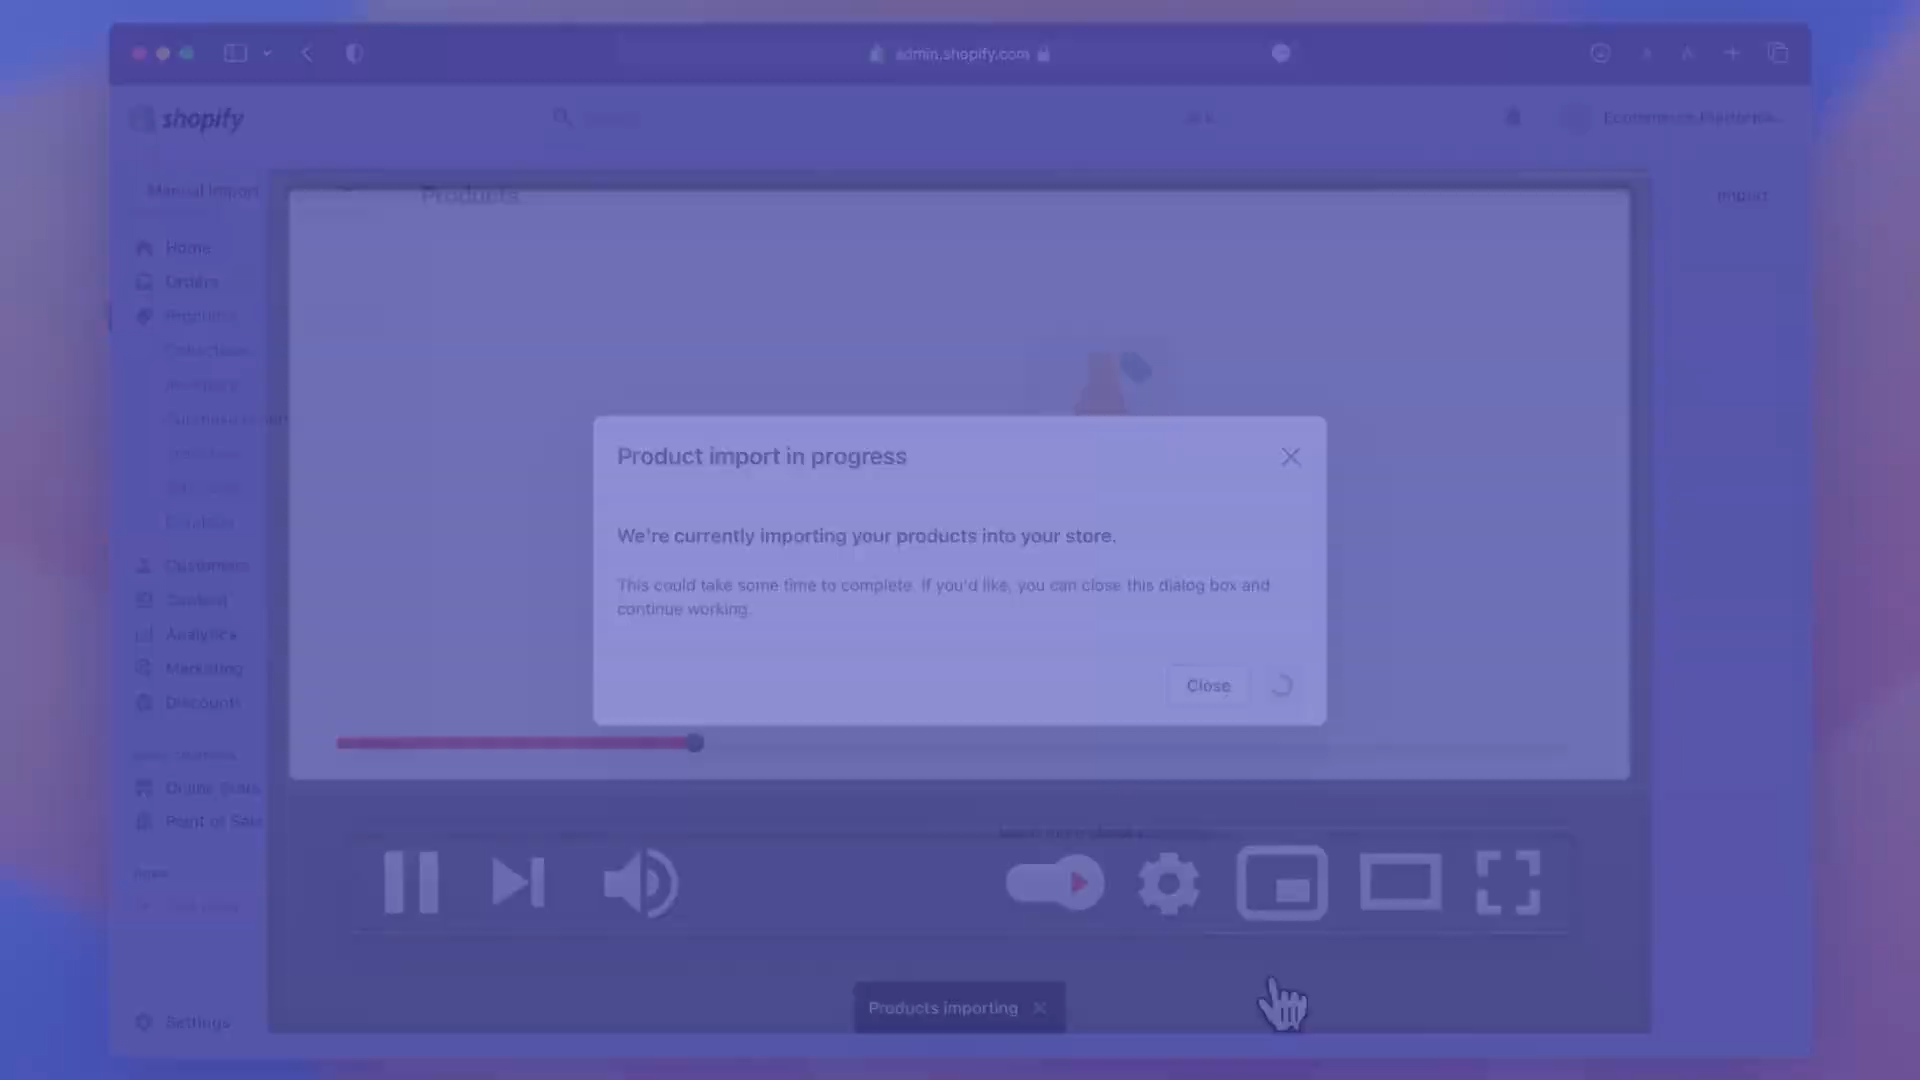 admin.shopify.com
shopify
Manual Import
Products
Import
Home
Orders
Products
Collections
Inventory
Customers
Content
Analytics
Marketing
Discounts
Online Store
Point of Sale
Settings
Product import in progress
We're currently importing your products into your store.
This could take some time to complete. If you'd like, you can close this dialog box and
continue working.
Close
Products importing